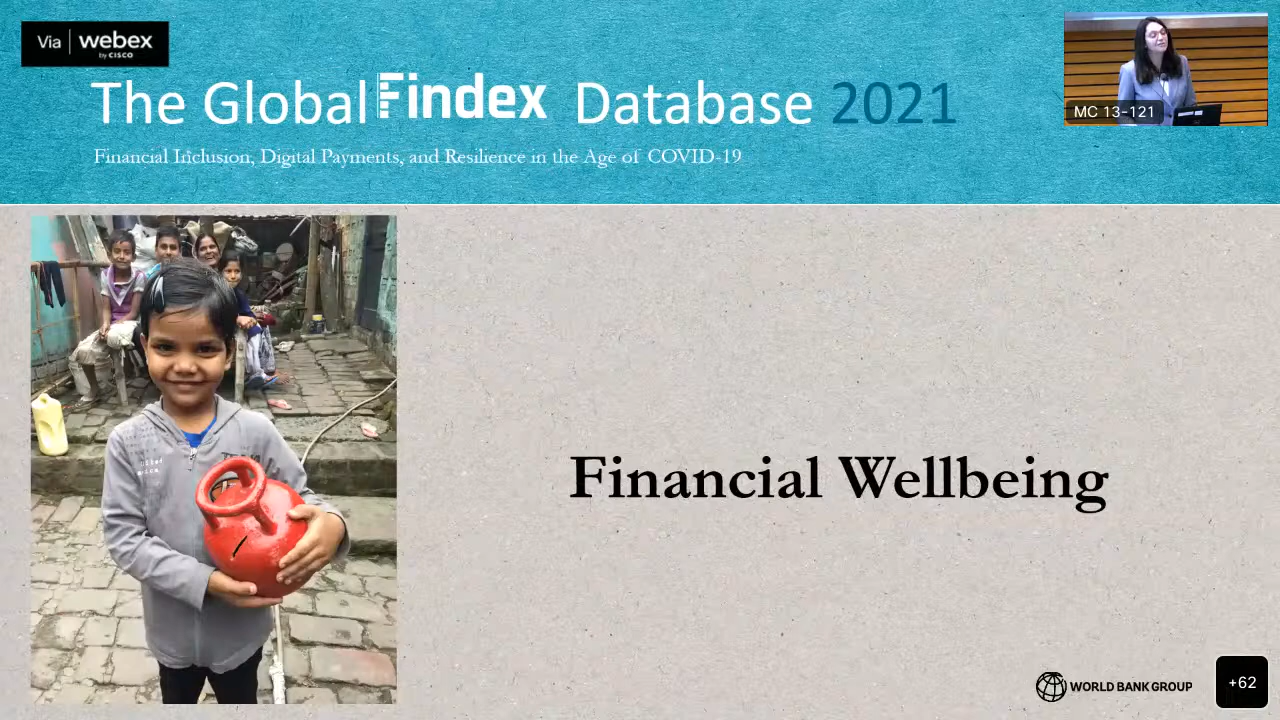 Via | webex
by CISCO
The Global Findex Database 2021
Financial Inclusion, Digital Payments, and Resilience in the Age of COVID-19
MC 13-121
Financial Wellbeing
WORLD BANK GROUP
+62